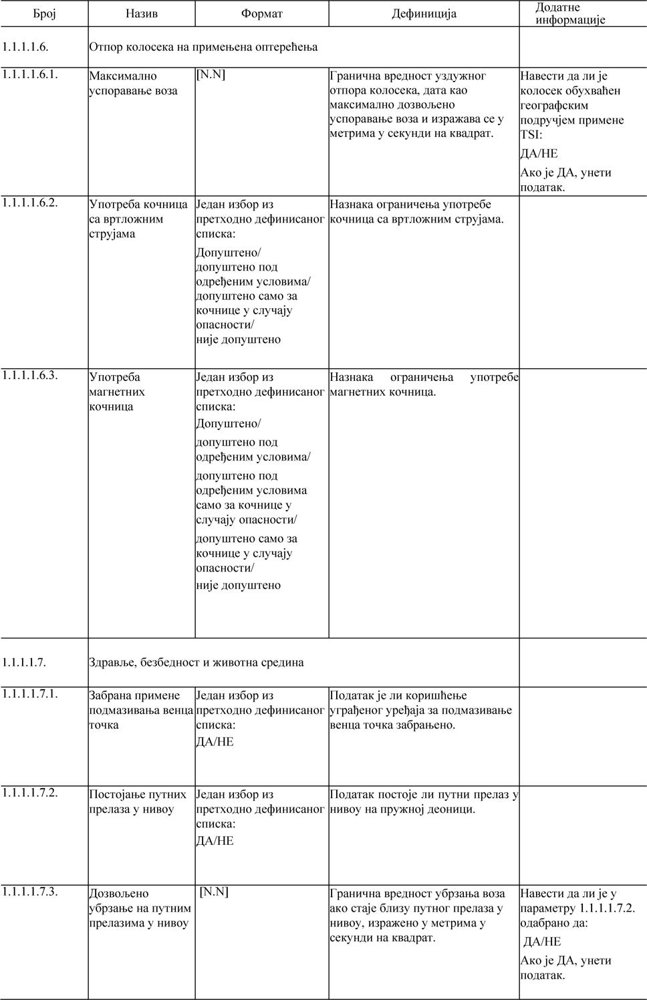 Број
Назив
Формат
Дефиниција
Додатне
информације
1.1.1.1.6.
Отпор колосека на примењена оптерећења
1.1.1.1.6.1.
Максимално
успоравање воза
[N.N]
Гранична вредност уздужног
отпора колосека, дата као
максимално дозвољено
успоравање воза и изражава се у
метрима у секунди на квадрат.
Навести да ли је
колосек обухваћен
географским
подручјем примене
TSI:
ДА/НЕ
Ако је ДА, унети
податак.
1.1.1.1.6.2.
Употреба кочница
са вртложним
струјама
Један избор из
претходно дефинисаног
списка:
Допуштено/
допуштено под
одређеним условима/
допуштено само за
кочнице у случају
опасности/
није допуштено
Назнака ограничења употребе
кочница са вртложним струјама.
1.1.1.1.6.3.
Употреба
магнетних
кочница
Један избор из
претходно дефинисаног
списка:
Допуштено/
допуштено под
одређеним условима/
допуштено под
одређеним условима
само за кочнице у
случају опасности/
допуштено само за
кочнице у случају
опасности/
није допуштено
Назнака ограничења употребе
магнетних кочница.
1.1.1.1.7.
Здравље, безбедност и животна средина
1.1.1.1.7.1.
Забрана примене
подмазивања венца
точка
Један избор из
претходно дефинисаног
списка:
ДА/НЕ
Податак је ли коришћење
уграђеног уређаја за подмазивање
венца точка забрањено.
1.1.1.1.7.2.
Постојање путних
прелаза у нивоу
Један избор из
претходно дефинисаног
списка:
ДА/НЕ
Податак постоје ли путни прелаз у
нивоу на пружној деоници.
1.1.1.1.7.3.
Дозвољено
убрзање на путним
прелазима у нивоу
[N.N]
Гранична вредност убрзања воза
ако стаје близу путног прелаза у
нивоу, изражено у метрима у
секунди на квадрат.
Навести да ли је у
параметру 1.1.1.1.7.2.
одабрано да:
ДА/НЕ
Ако је ДА, унети
податак.